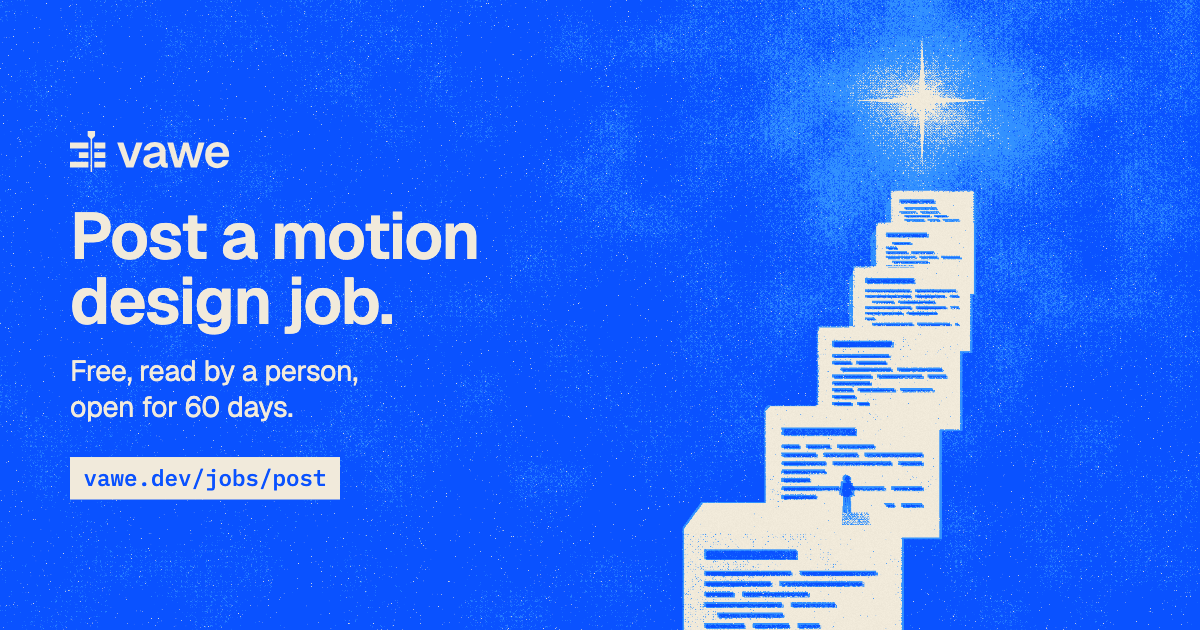 vawe
Post a motion
design job.
Free, read by a person,
open for 60 days.
vawe.dev/jobs/post